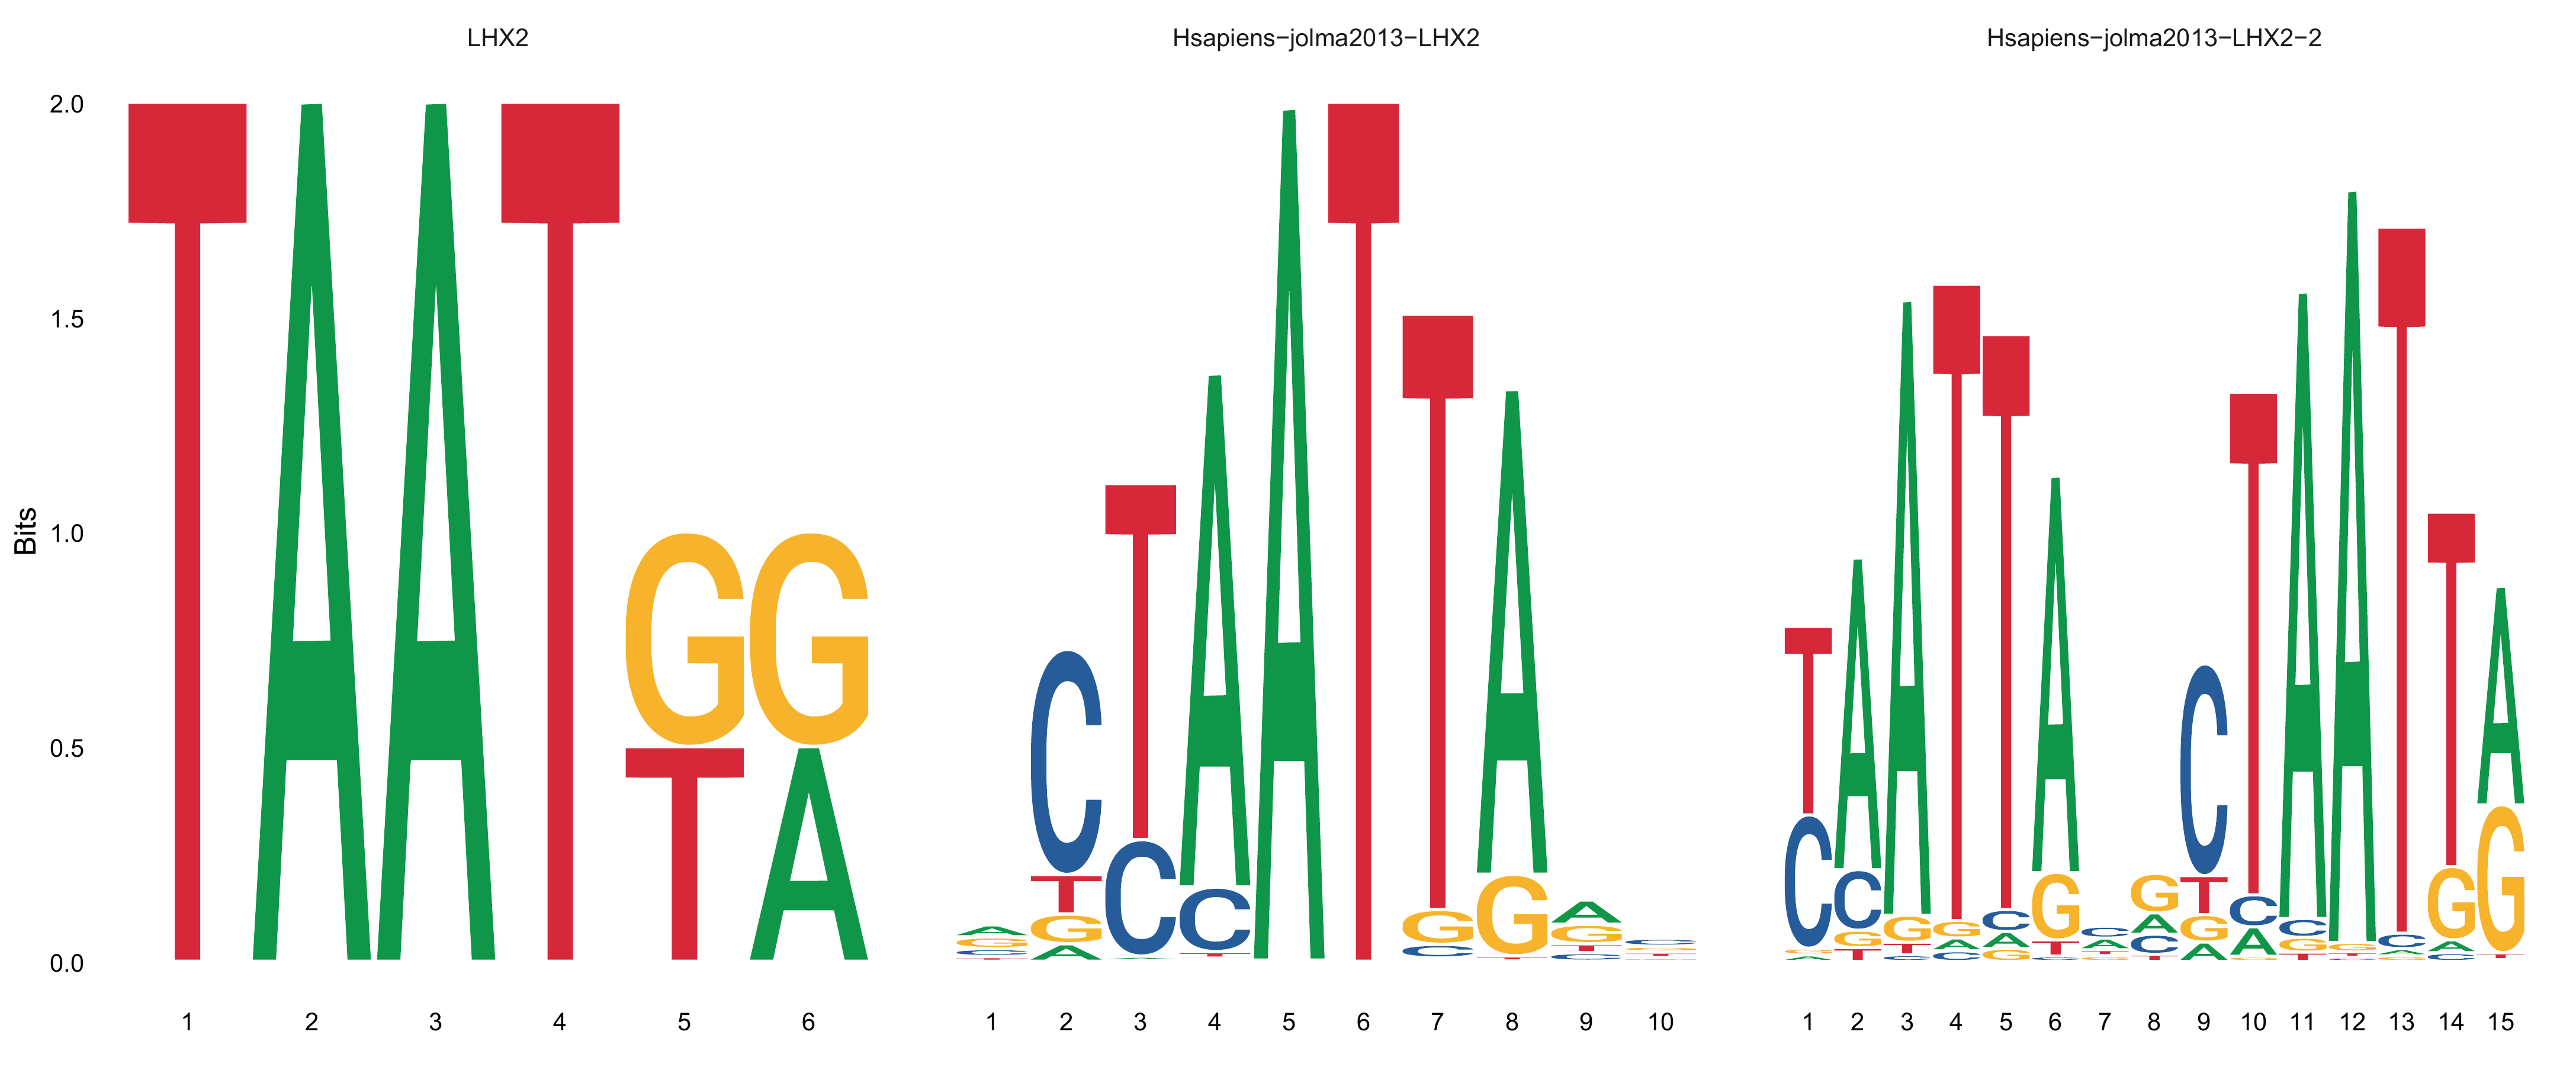 LHX2
Hsapiens−jolma2013−LHX2
Hsapiens−jolma2013−LHX2−2
Bits
2.0
1.5
1.0
0.5
0.0
T A A T G G
T A
A C T A A T T A A C
G T C C G G G C
C G T C T T
T A C
T A A T T A C G C T A A T T A
C C G G C G A A T C C G C G G
G G T A A T T C G A G T A A T
A T C C G C G T A G T C G C
1 2 3 4 5 6
1 2 3 4 5 6 7 8 9 10
1 2 3 4 5 6 7 8 9 10 11 12 13 14 15